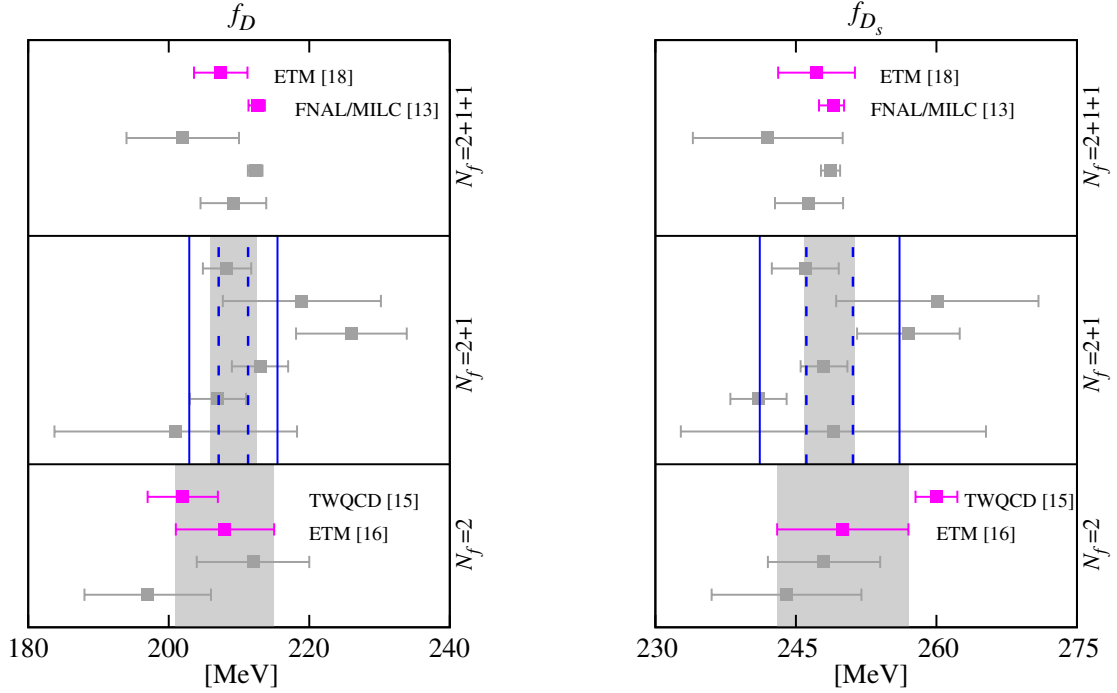 f_D
ETM [18]
FNAL/MILC [13]
N_f=2+1+1
N_f=2+1
TWQCD [15]
ETM [16]
N_f=2
180 200 220 240
[MeV]
f_{D_s}
ETM [18]
FNAL/MILC [13]
N_f=2+1+1
N_f=2+1
TWQCD [15]
ETM [16]
N_f=2
230 245 260 275
[MeV]